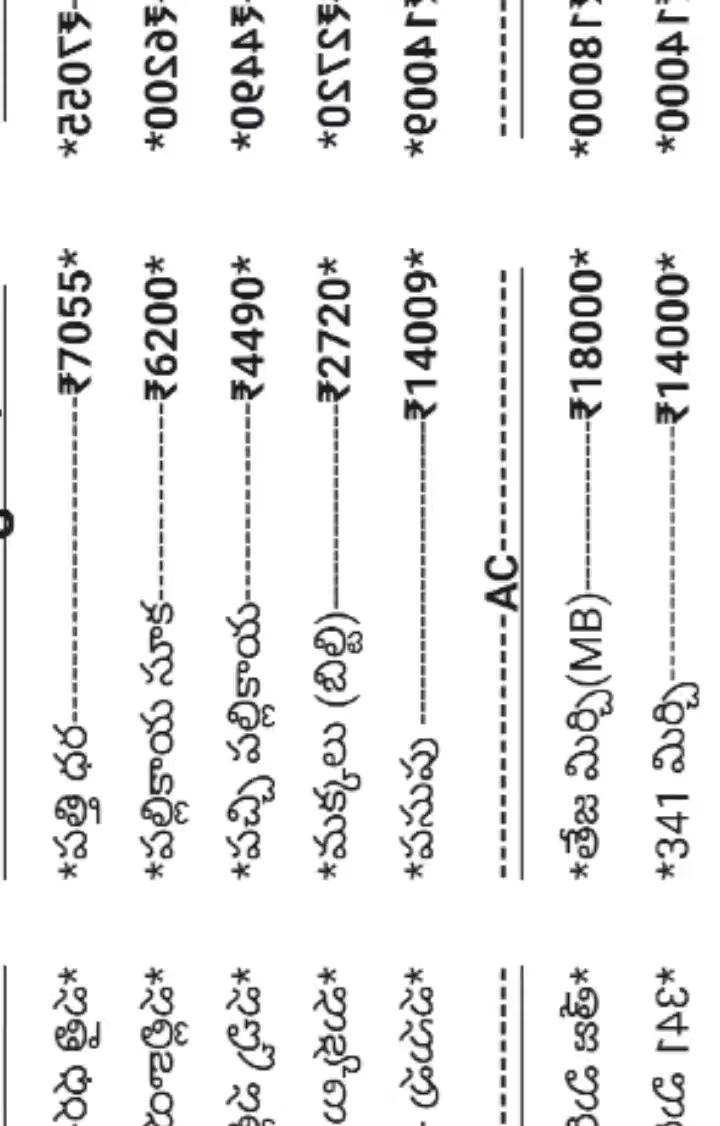 *పత్తి ధర--------------------₹7055*
*పల్లికాయ సూక------------₹6200*
*పచ్చి పల్లికాయ------------₹4490*
*మక్కలు (బిల్టి)------------₹2720*
*పసుపు --------------------₹14009*
----------------AC----------------
*తేజ మిర్చి(MB)----------₹18000*
*341 మిర్చి----------------₹14000*